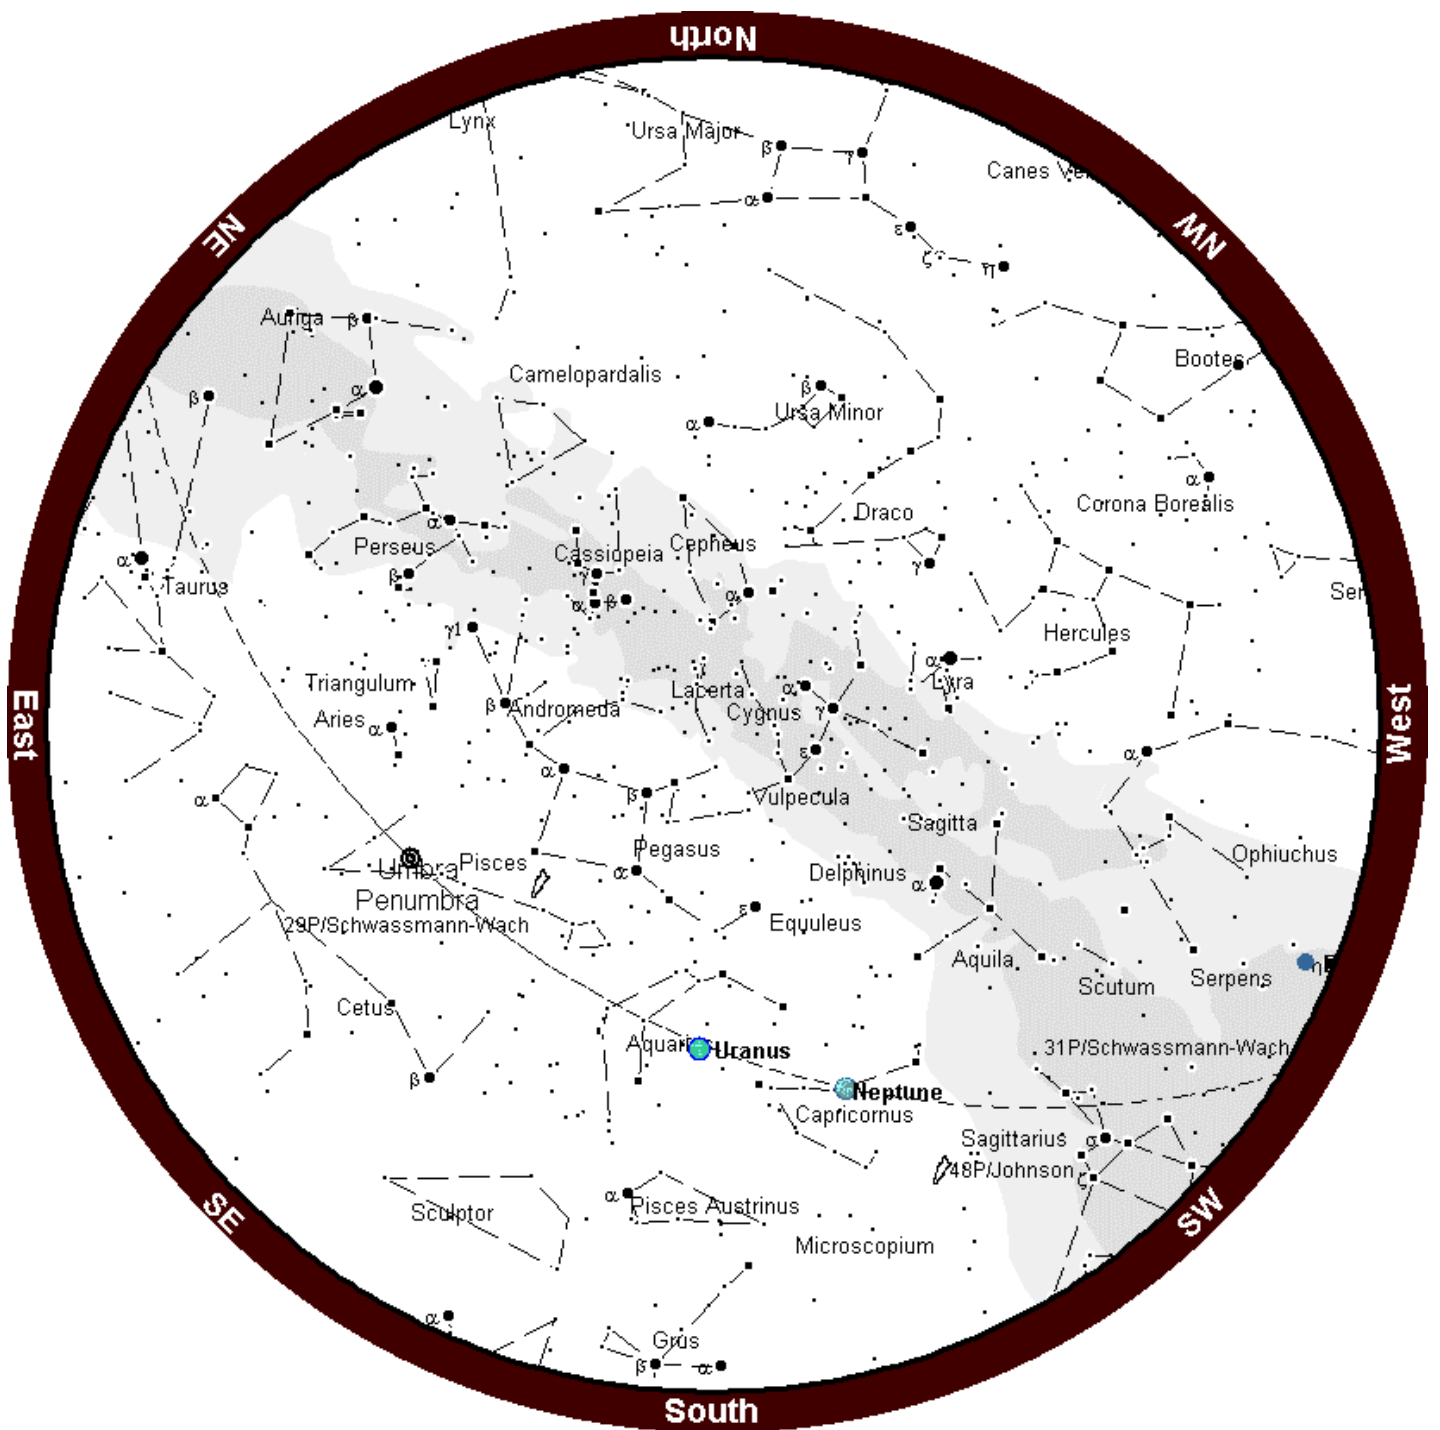 North
Lynx
Ursa Major
β
γ
Canes Ve
α
ε
NE
NW
ζ
η
Auriga
β
Bootes
Camelopardalis
α
β
β
Ursa Minor
α
α
Corona Borealis
Draco
α
Perseus
Cassiopeia
Cepheus
α
γ
γ
β
Taurus
Ser
α
β
α
γ1
Hercules
α
Lyra
Triangulum
Lacerta
α
β
Andromeda
Cygnus
γ
East
West
Aries
α
ε
α
α
β
Vulpecula
α
Sagitta
Pegasus
Ophiuchus
Umbra
Pisces
α
Delphinus
α
Penumbra
ε
Equuleus
29P/Schwassmann-Wach
Aquila
η
Serpens
Scutum
Cetus
Aquarius
Uranus
31P/Schwassmann-Wach
β
Neptune
Capricornus
Sagittarius
α
48P/Johnson
ζ
α
Pisces Austrinus
Sculptor
SE
SW
Microscopium
α
Grus
β
α
South